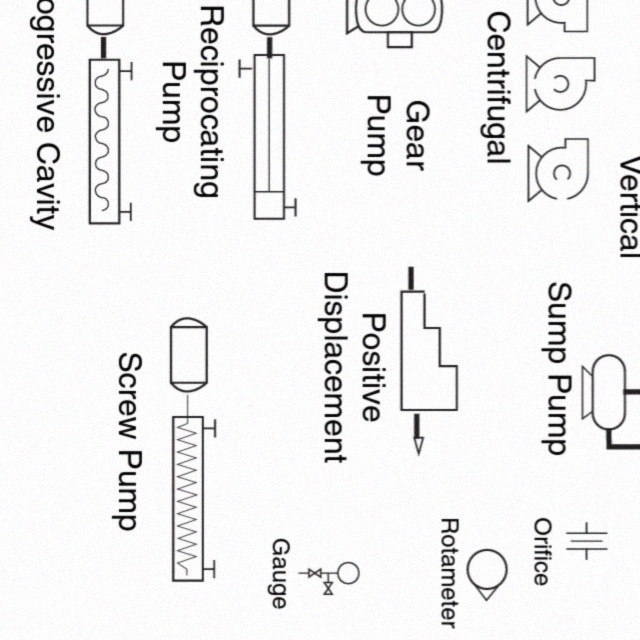 Vertical
Centrifugal
Sump Pump
Orifice
Gear
Pump
Positive
Displacement
Rotameter
Reciprocating
Pump
Gauge
ogressive Cavity
Screw Pump